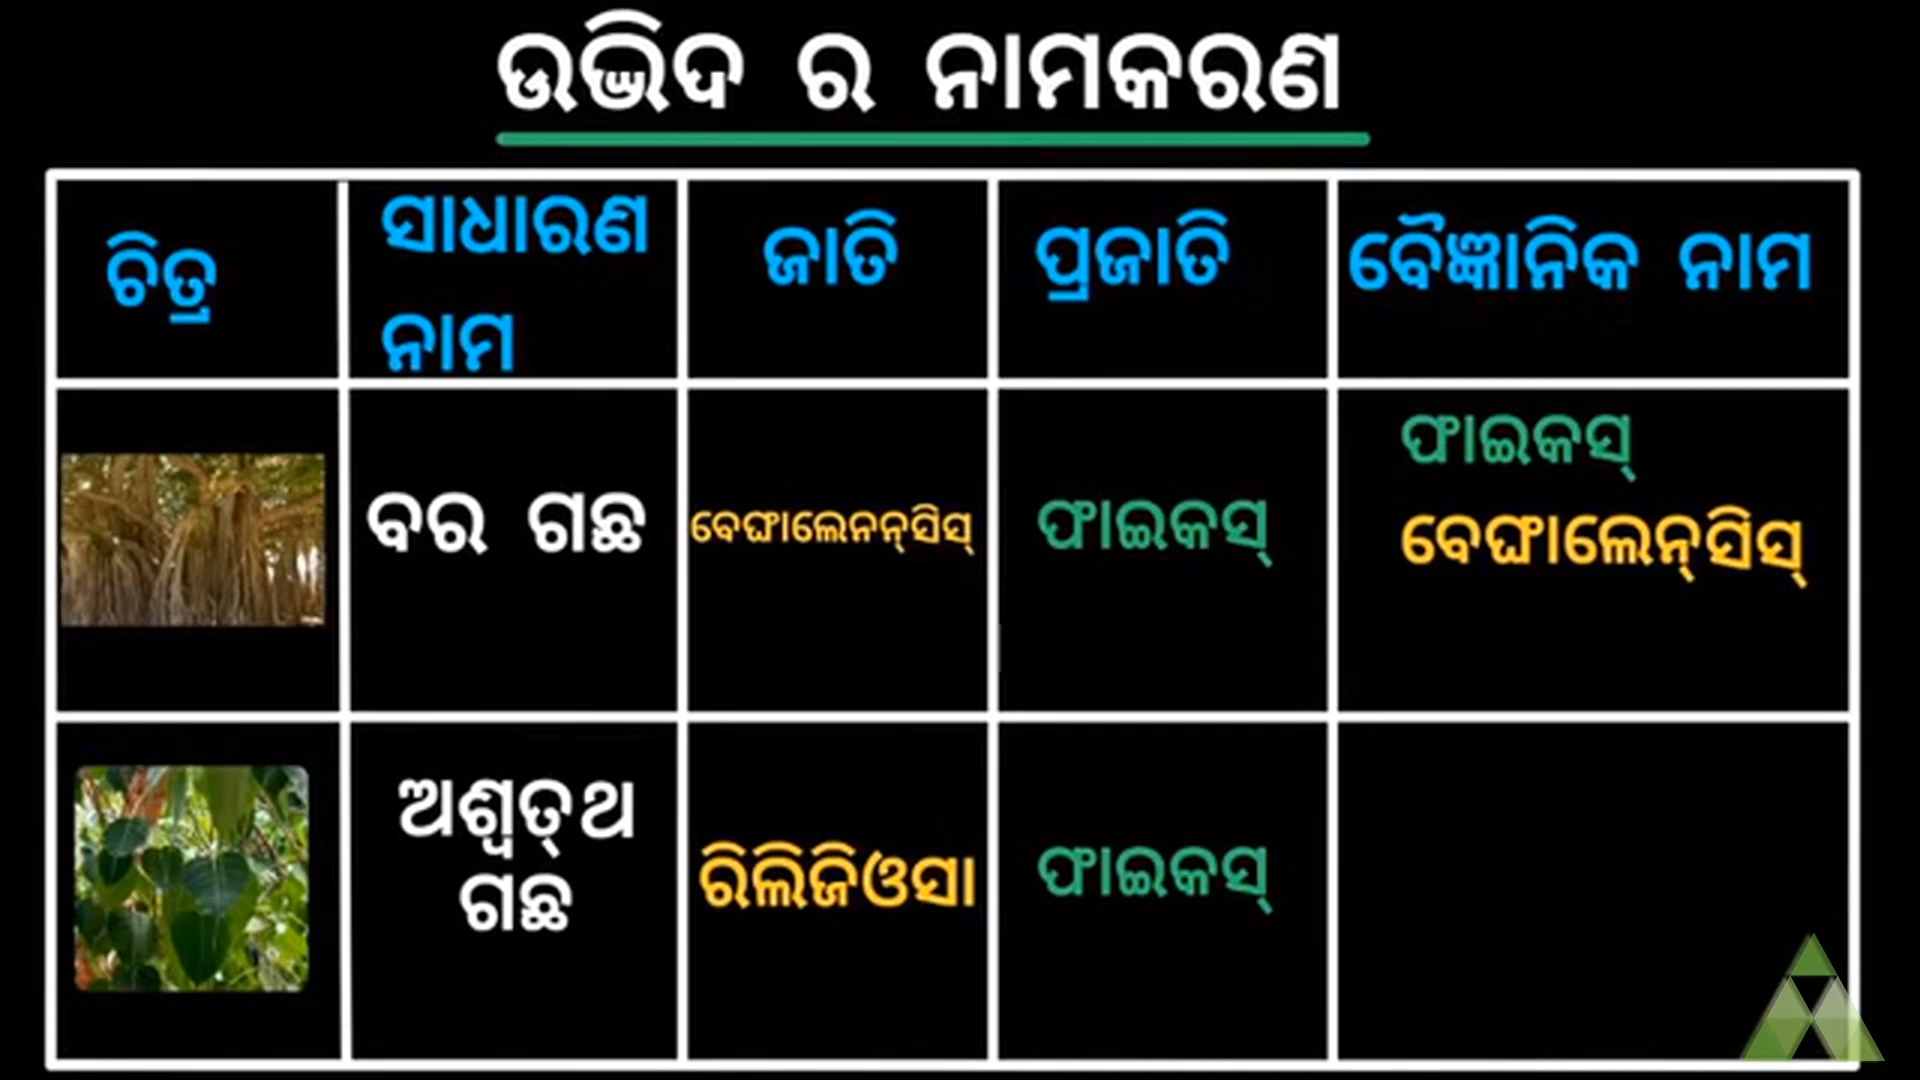 ଉଦ୍ଭିଦ ର ନାମକରଣ
ଚିତ୍ର
ସାଧାରଣ
ନାମ
ଜାତି
ପ୍ରଜାତି
ବୈଜ୍ଞାନିକ ନାମ
ବର ଗଛ
ବେଙ୍ଘାଲେନନ୍‌ସିସ୍
ଫାଇକସ୍
ଫାଇକସ୍
ବେଙ୍ଘାଲେନ୍‌ସିସ୍
ଅଶ୍ୱତ୍‌ଥ
ଗଛ
ରିଲିଜିଓସା
ଫାଇକସ୍